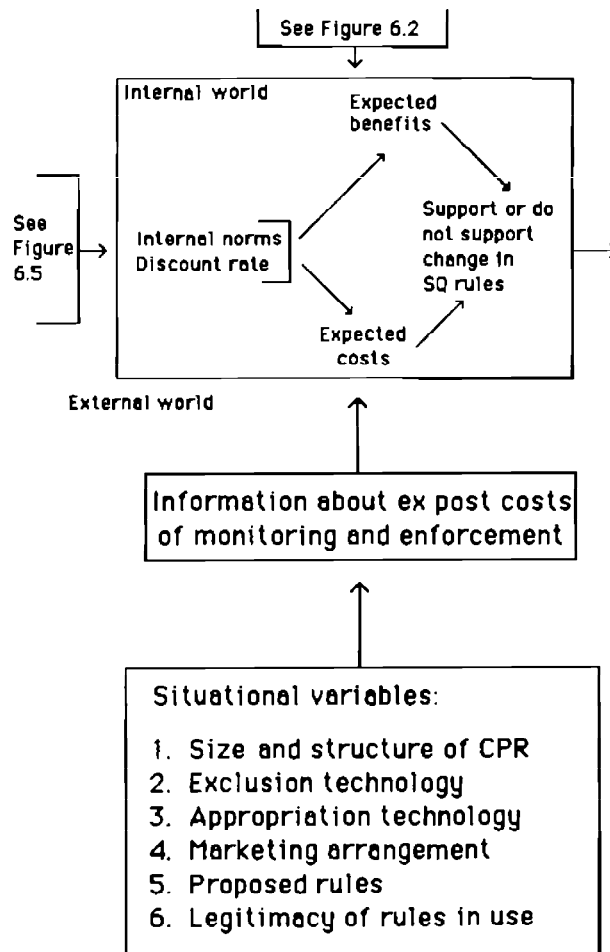 See Figure 6.2
Internal world
Expected
benefits
See
Figure
6.5
Internal norms
Discount rate
Support or do
not support
change in
SQ rules
Expected
costs
External world
Information about ex post costs
of monitoring and enforcement
Situational variables:
1. Size and structure of CPR
2. Exclusion technology
3. Appropriation technology
4. Marketing arrangement
5. Proposed rules
6. Legitimacy of rules in use